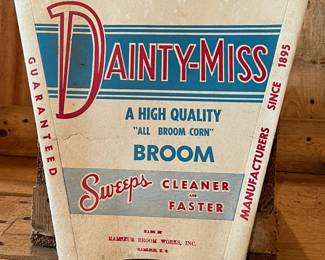 DAINTY-MISS
A HIGH QUALITY
"ALL BROOM CORN"
BROOM
Sweeps CLEANER
AND
FASTER
MADE BY
BROOM WORKS, INC.
GUARANTEED
MANUFACTURERS SINCE 1895